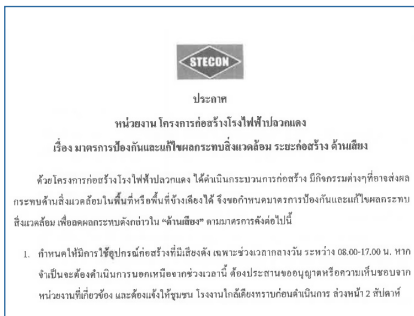 STECON
ประกาศ
หน่วยงาน โครงการก่อสร้างโรงไฟฟ้าปลวกแดง
เรื่อง มาตรการป้องกันและแก้ไขผลกระทบสิ่งแวดล้อม ระยะก่อสร้าง ด้านเสียง
ด้วยโครงการก่อสร้างโรงไฟฟ้าปลวกแดง ได้ดำเนินกระบวนการก่อสร้าง มีกิจกรรมต่างๆที่อาจส่งผล
กระทบด้านสิ่งแวดล้อมในพื้นที่หรือพื้นที่ข้างเคียงได้ จึงขอกำหนดมาตรการป้องกันและแก้ไขผลกระทบ
สิ่งแวดล้อม เพื่อลดผลกระทบดังกล่าวใน "ด้านเสียง" ตามมาตรการดังต่อไปนี้
1. กำหนดให้มีการใช้อุปกรณ์ก่อสร้างที่มีเสียงดัง เฉพาะช่วงเวลากลางวัน ระหว่าง 08.00-17.00 น. หาก
จำเป็นจะต้องดำเนินการนอกเหนือจากช่วงเวลานี้ ต้องประสานขออนุญาตหรือความเห็นชอบจาก
หน่วยงานที่เกี่ยวข้อง และต้องแจ้งให้ชุมชน โรงงานใกล้เคียงทราบก่อนดำเนินการ ล่วงหน้า 2 สัปดาห์